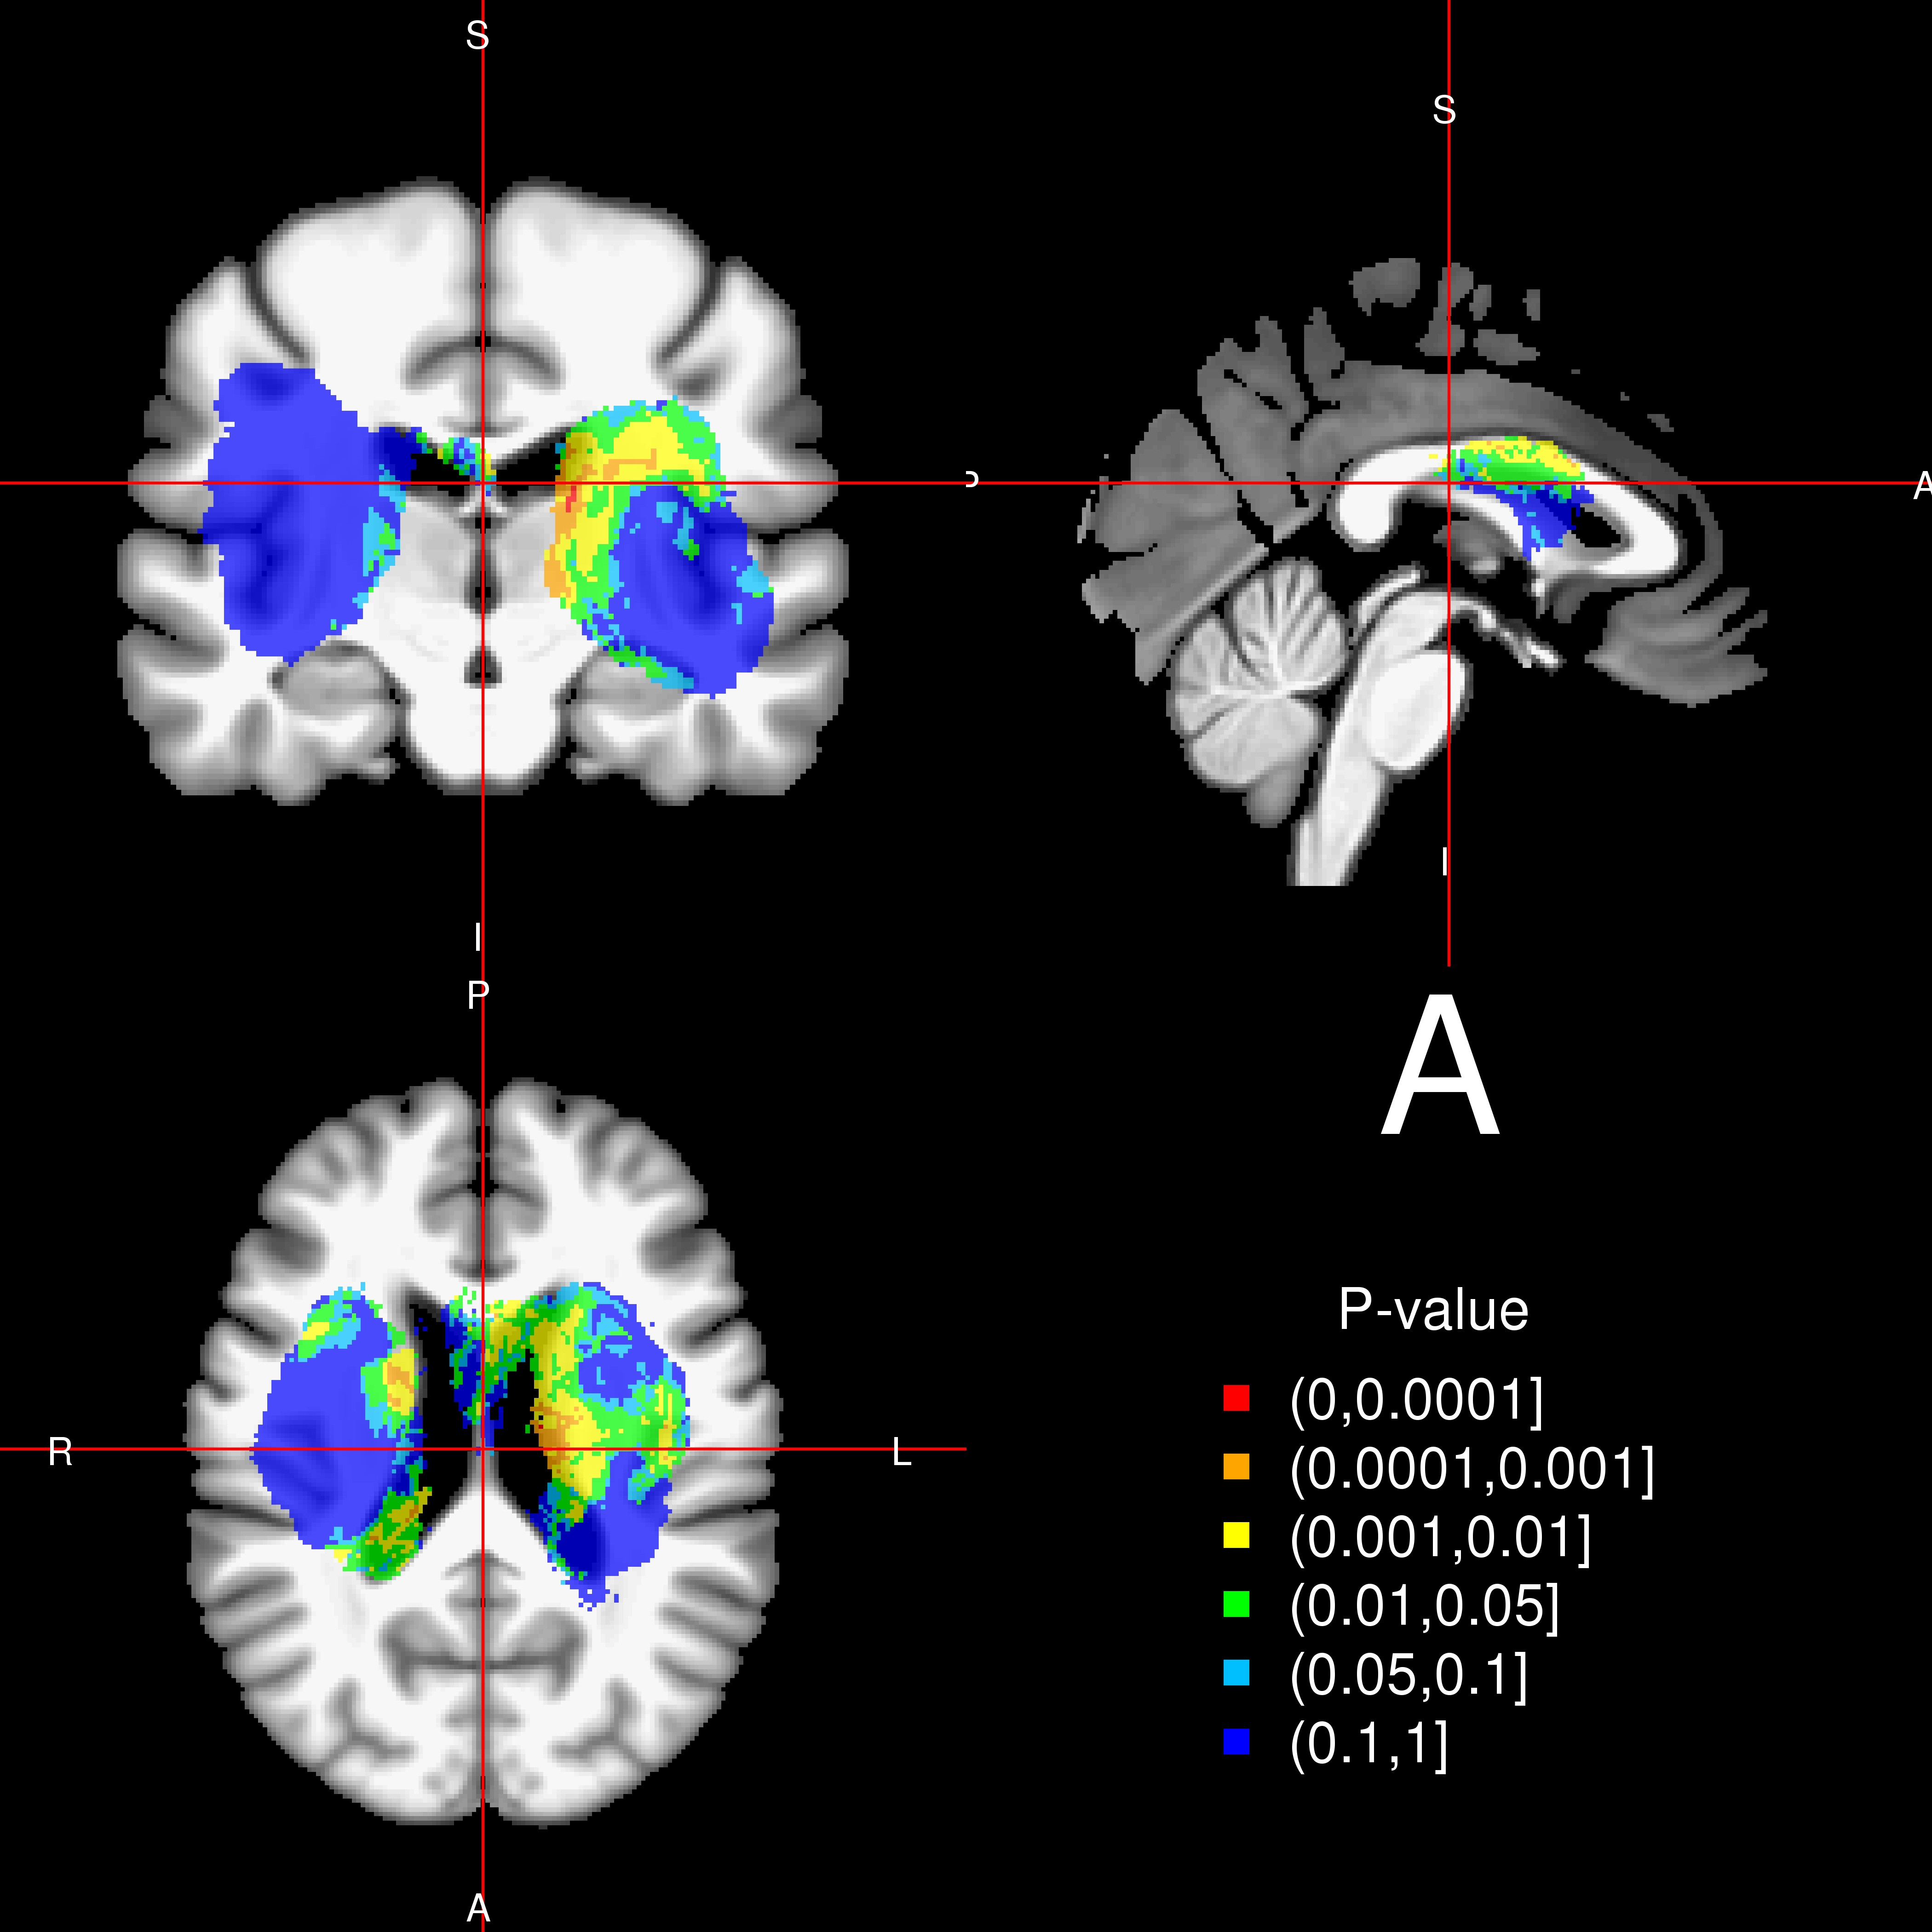 S
I
S
P
A
I
P
R
L
A
A
P-value
(0,0.0001]
(0.0001,0.001]
(0.001,0.01]
(0.01,0.05]
(0.05,0.1]
(0.1,1]